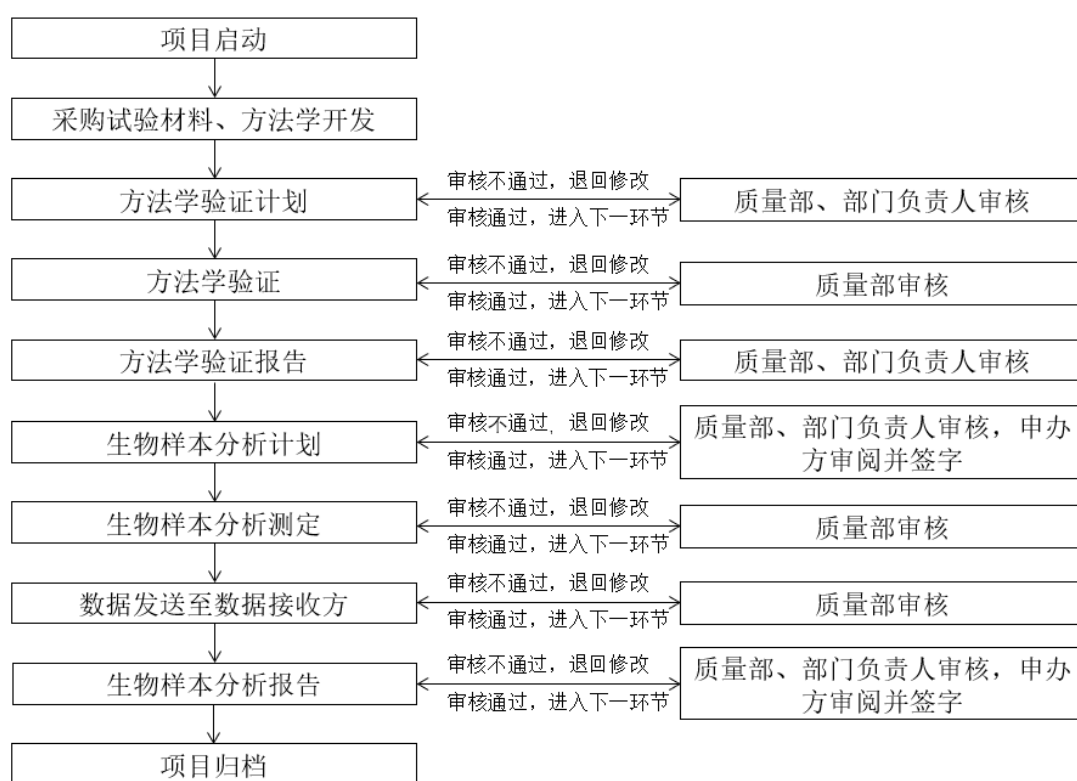 项目启动
采购试验材料、方法学开发
方法学验证计划
审核不通过，退回修改
审核通过，进入下一环节
质量部、部门负责人审核
方法学验证
审核不通过，退回修改
审核通过，进入下一环节
质量部审核
方法学验证报告
审核不通过，退回修改
审核通过，进入下一环节
质量部、部门负责人审核
生物样本分析计划
审核不通过，退回修改
审核通过，进入下一环节
质量部、部门负责人审核，申办
方审阅并签字
生物样本分析测定
审核不通过，退回修改
审核通过，进入下一环节
质量部审核
数据发送至数据接收方
审核不通过，退回修改
审核通过，进入下一环节
质量部审核
生物样本分析报告
审核不通过，退回修改
审核通过，进入下一环节
质量部、部门负责人审核，申办
方审阅并签字
项目归档